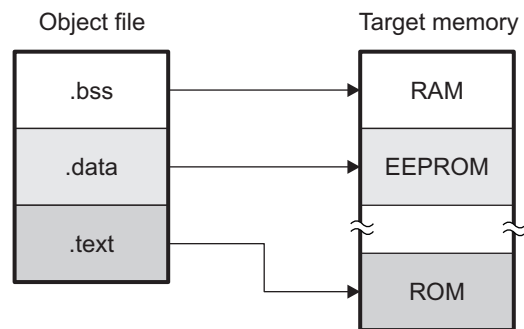 Object file
Target memory
.bss
RAM
.data
EEPROM
.text
ROM